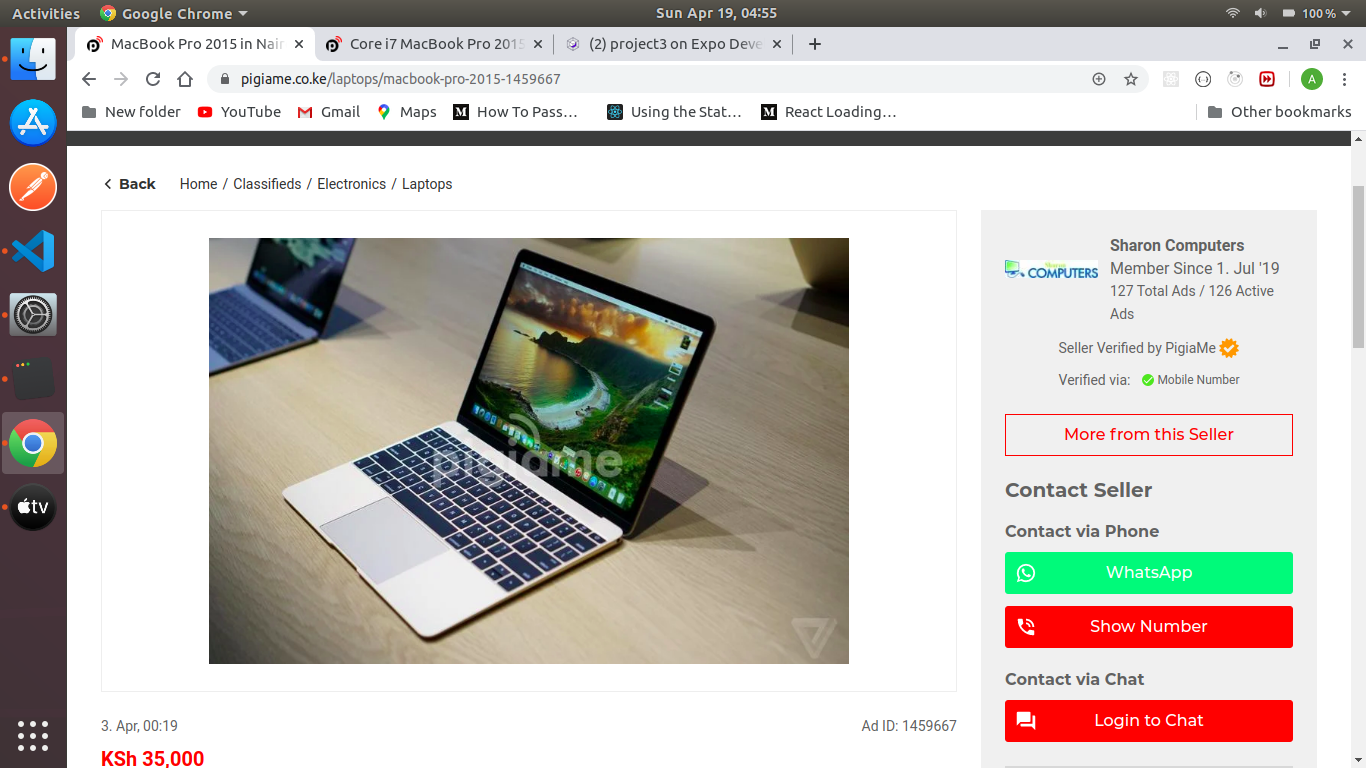 Activities
Google Chrome
Sun Apr 19, 04:55
100 %
MacBook Pro 2015 in Nair
Core i7 MacBook Pro 2015
(2) project3 on Expo Deve
pigiame.co.ke/laptops/macbook-pro-2015-1459667
A
New folder
YouTube
Gmail
Maps
How To Pass…
Using the Stat…
React Loading…
Other bookmarks
Back
Home / Classifieds / Electronics / Laptops
pigiame
COMPUTERS
Sharon Computers
Member Since 1. Jul '19
127 Total Ads / 126 Active
Ads
Seller Verified by PigiaMe
Verified via: Mobile Number
More from this Seller
Contact Seller
Contact via Phone
WhatsApp
Show Number
Contact via Chat
Login to Chat
3. Apr, 00:19
Ad ID: 1459667
KSh 35,000
tv